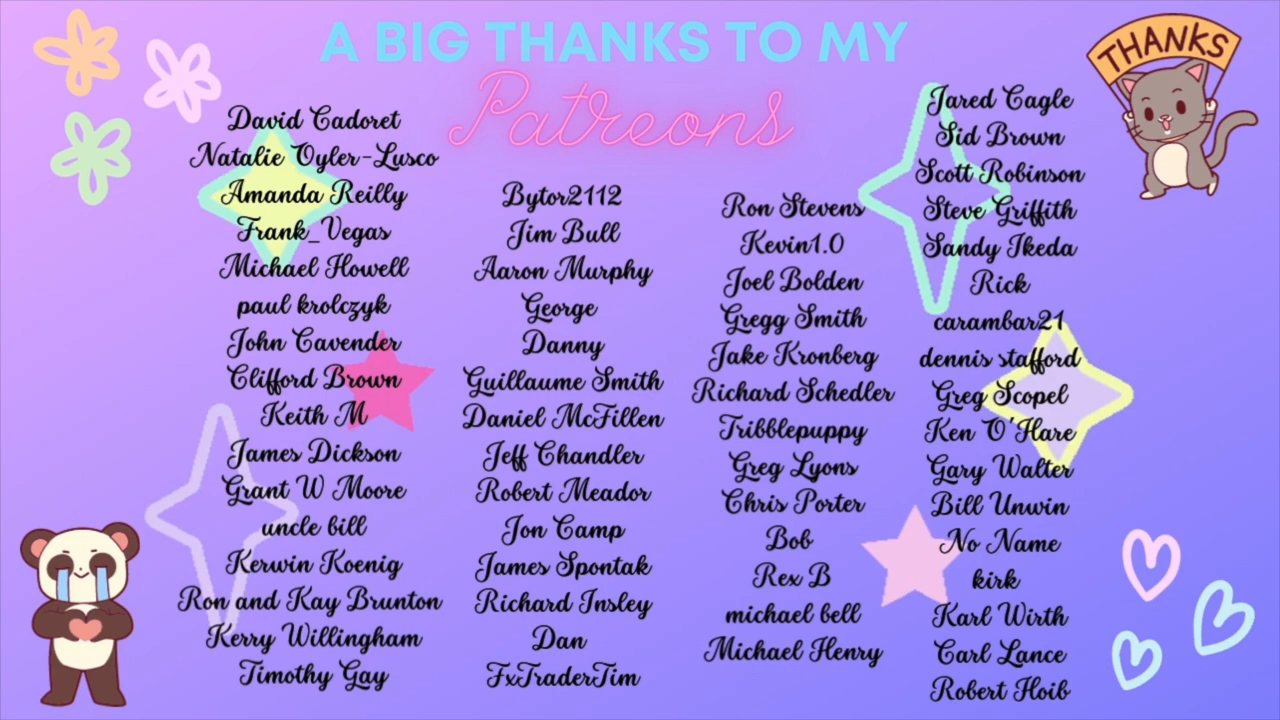 A BIG THANKS TO MY
Patreons
THANKS
David Cadoret
Natalie Oyler-Lusco
Amanda Reilly
Frank_Vegas
Michael Howell
paul krolczyk
John Cavender
Clifford Brown
Keith M
James Dickson
Grant W Moore
uncle bill
Kerwin Koenig
Ron and Kay Brunton
Kerry Willingham
Timothy Gay
Bytor2112
Jim Bull
Aaron Murphy
George
Danny
Guillaume Smith
Daniel McFillen
Jeff Chandler
Robert Meador
Jon Camp
James Spontak
Richard Insley
Dan
FxTraderTim
Ron Stevens
Kevin1.0
Joel Bolden
Gregg Smith
Jake Kronberg
Richard Schedler
Tribblepuppy
Greg Lyons
Chris Porter
Bob
Rex B
michael bell
Michael Henry
Jared Cagle
Sid Brown
Scott Robinson
Steve Griffith
Sandy Ikeda
Rick
carambar21
dennis stafford
Greg Scopel
Ken O'Hare
Gary Walter
Bill Unwin
No Name
kirk
Karl Wirth
Carl Lance
Robert Hoib